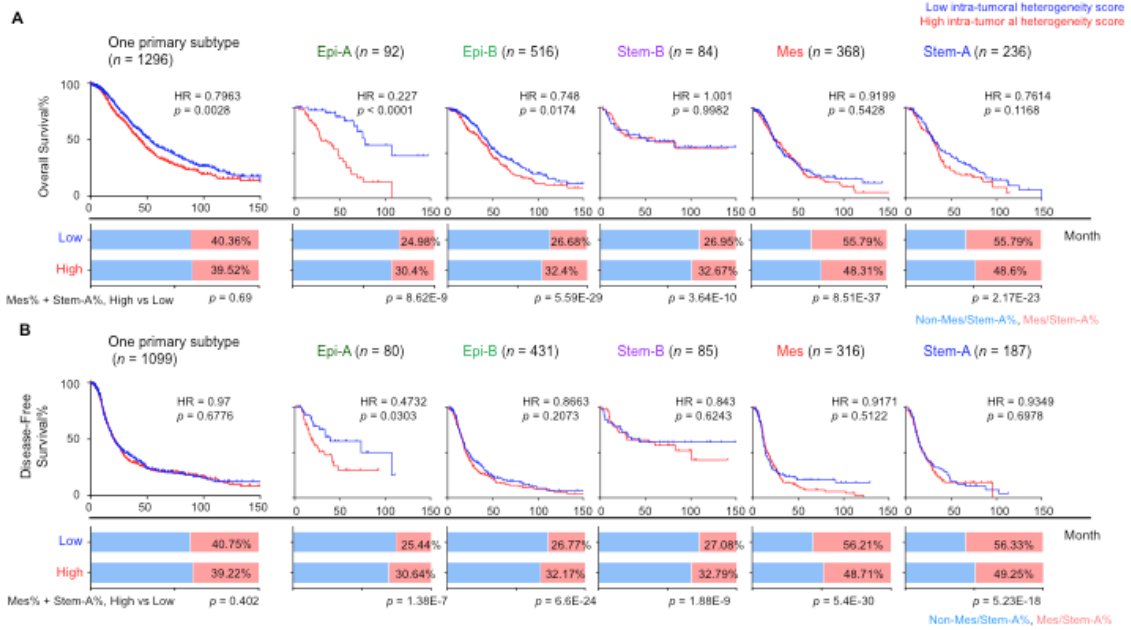 Low intra-tumoral heterogeneity score
High intra-tumor al heterogeneity score
A
One primary subtype
(n = 1296)
Epi-A (n = 92)
Epi-B (n = 516)
Stem-B (n = 84)
Mes (n = 368)
Stem-A (n = 236)
Overall Survival%
100
50
0
HR = 0.7963
p = 0.0028
HR = 0.227
p < 0.0001
HR = 0.748
p = 0.0174
HR = 1.001
p = 0.9982
HR = 0.9199
p = 0.5428
HR = 0.7614
p = 0.1168
0 50 100 150
0 50 100 150
0 50 100 150
0 50 100 150
0 50 100 150
0 50 100 150
Month
Low 40.36% 24.98% 26.68% 26.95% 55.79% 55.79%
High 39.52% 30.4% 32.4% 32.67% 48.31% 48.6%
Mes% + Stem-A%, High vs Low p = 0.69 p = 8.62E-9 p = 5.59E-29 p = 3.64E-10 p = 8.51E-37 p = 2.17E-23
Non-Mes/Stem-A%, Mes/Stem-A%
B
One primary subtype
(n = 1099)
Epi-A (n = 80)
Epi-B (n = 431)
Stem-B (n = 85)
Mes (n = 316)
Stem-A (n = 187)
Disease-Free
Survival%
100
50
0
HR = 0.97
p = 0.6776
HR = 0.4732
p = 0.0303
HR = 0.8663
p = 0.2073
HR = 0.843
p = 0.6243
HR = 0.9171
p = 0.5122
HR = 0.9349
p = 0.6978
0 50 100 150
0 50 100 150
0 50 100 150
0 50 100 150
0 50 100 150
0 50 100 150
Month
Low 40.75% 25.44% 26.77% 27.08% 56.21% 56.33%
High 39.22% 30.64% 32.17% 32.79% 48.71% 49.25%
Mes% + Stem-A%, High vs Low p = 0.402 p = 1.38E-7 p = 6.6E-24 p = 1.88E-9 p = 5.4E-30 p = 5.23E-18
Non-Mes/Stem-A%, Mes/Stem-A%